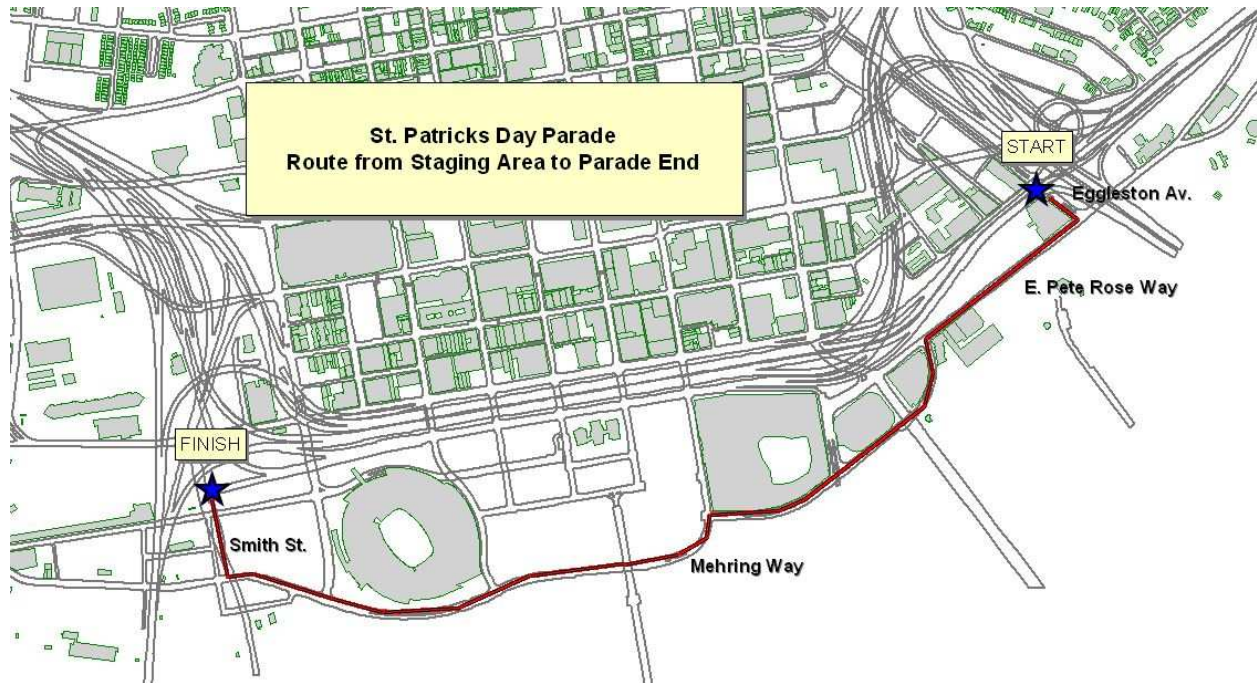 St. Patricks Day Parade
Route from Staging Area to Parade End
START
Eggleston Av.
E. Pete Rose Way
FINISH
Smith St.
Mehring Way